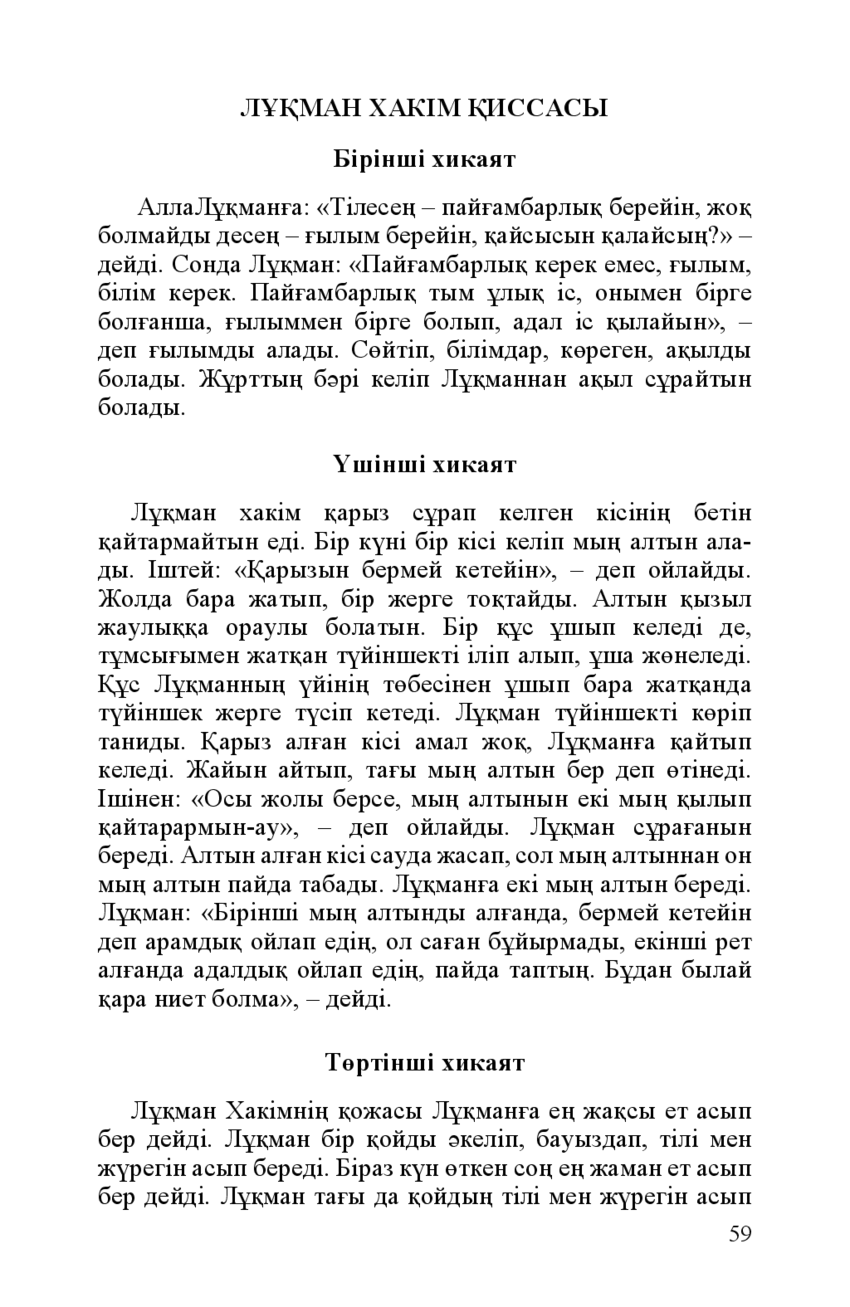 ЛҰҚМАН ХАКІМ ҚИССАСЫ
Бірінші хикаят
АллаЛұқманға: «Тілесең – пайғамбарлық берейін, жоқ
болмайды десең – ғылым берейін, қайсысын қалайсың?» –
дейді. Сонда Лұқман: «Пайғамбарлық керек емес, ғылым,
білім керек. Пайғамбарлық тым ұлық іс, онымен бірге
болғанша, ғылыммен бірге болып, адал іс қылайын», –
деп ғылымды алады. Сөйтіп, білімдар, көреген, ақылды
болады. Жұрттың бәрі келіп Лұқманнан ақыл сұрайтын
болады.
Үшінші хикаят
Лұқман хакім қарыз сұрап келген кісінің бетін
қайтармайтын еді. Бір күні бір кісі келіп мың алтын ала-
ды. Іштей: «Қарызын бермей кетейін», – деп ойлайды.
Жолда бара жатып, бір жерге тоқтайды. Алтын қызыл
жаулыққа ораулы болатын. Бір құс ұшып келеді де,
тұмсығымен жатқан түйіншекті іліп алып, ұша жөнеледі.
Құс Лұқманның үйінің төбесінен ұшып бара жатқанда
түйіншек жерге түсіп кетеді. Лұқман түйіншекті көріп
таниды. Қарыз алған кісі амал жоқ, Лұқманға қайтып
келеді. Жайын айтып, тағы мың алтын бер деп өтінеді.
Ішінен: «Осы жолы берсе, мың алтынын екі мың қылып
қайтарармын-ау», – деп ойлайды. Лұқман сұрағанын
береді. Алтын алған кісі сауда жасап, сол мың алтыннан он
мың алтын пайда табады. Лұқманға екі мың алтын береді.
Лұқман: «Бірінші мың алтынды алғанда, бермей кетейін
деп арамдық ойлап едің, ол саған бұйырмады, екінші рет
алғанда адалдық ойлап едің, пайда таптың. Бұдан былай
қара ниет болма», – дейді.
Төртінші хикаят
Лұқман Хакімнің қожасы Лұқманға ең жақсы ет асып
бер дейді. Лұқман бір қойды әкеліп, бауыздап, тілі мен
жүрегін асып береді. Біраз күн өткен соң ең жаман ет асып
бер дейді. Лұқман тағы да қойдың тілі мен жүрегін асып
59